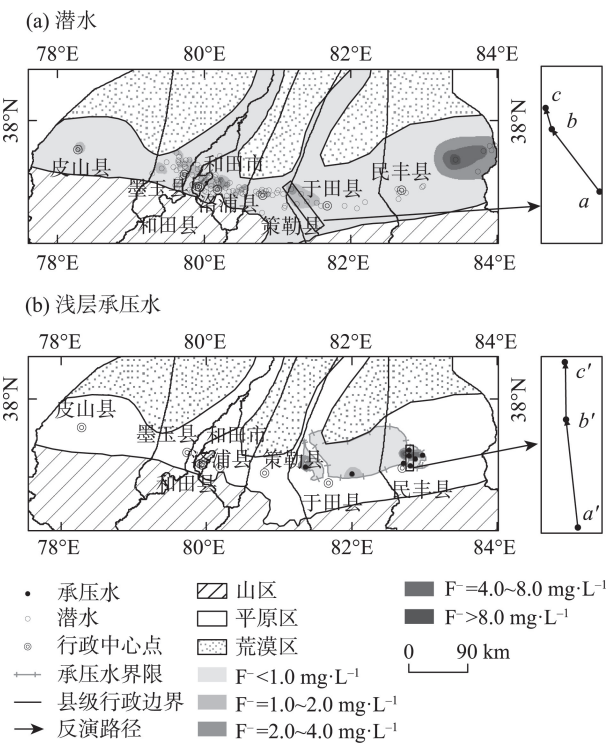 (a) 潜水
78°E 80°E 82°E 84°E
38°N 38°N
c
b
a
皮山县 和田市 民丰县
墨玉县 于田县
洛浦县
和田县 策勒县
78°E 80°E 82°E 84°E
(b) 浅层承压水
78°E 80°E 82°E 84°E
38°N 38°N
c′
b′
a′
皮山县
墨玉县 和田市
洛浦县 策勒县
和田县 于田县 民丰县
78°E 80°E 82°E 84°E
承压水 山区 F⁻=4.0~8.0 mg·L⁻¹
潜水 平原区 F⁻>8.0 mg·L⁻¹
行政中心点 荒漠区 0 90 km
承压水界限 F⁻<1.0 mg·L⁻¹
县级行政边界 F⁻=1.0~2.0 mg·L⁻¹
反演路径 F⁻=2.0~4.0 mg·L⁻¹